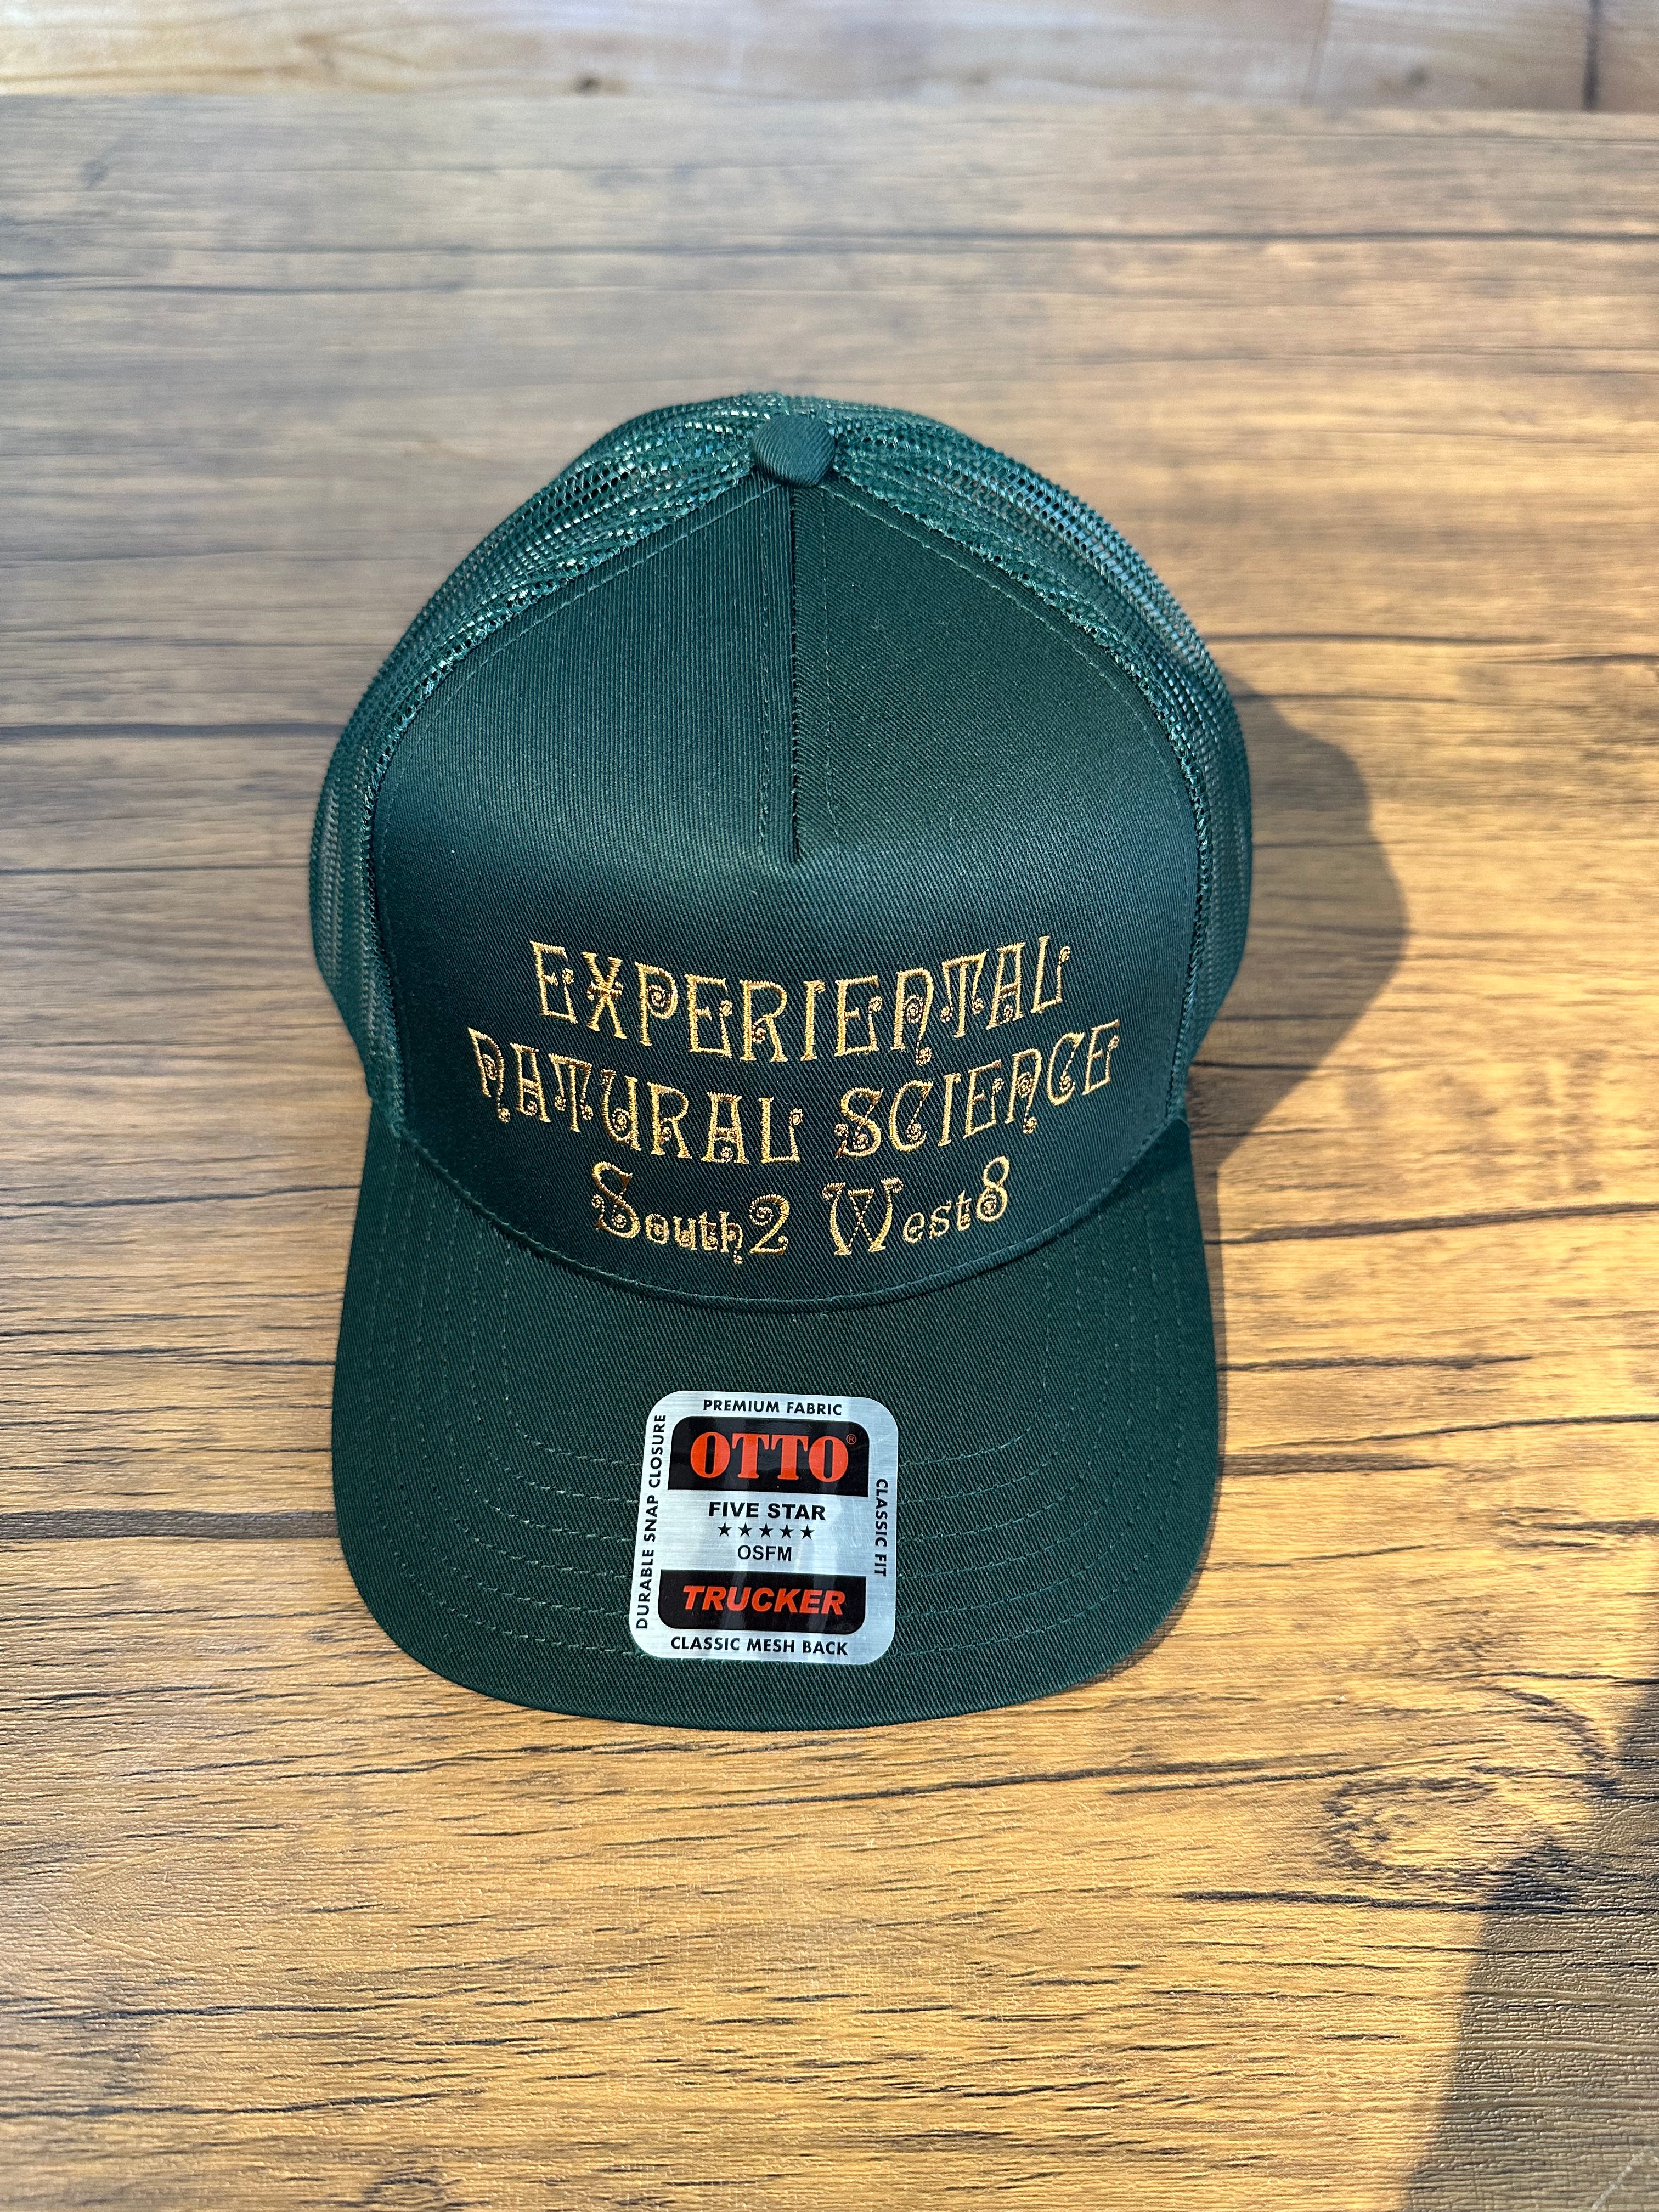 EXPERIENTAL
NATURAL SCIENCE
South2 West8
PREMIUM FABRIC
DURABLE SNAP CLOSURE
OTTO®
FIVE STAR
★★★★★
OSFM
TRUCKER
CLASSIC FIT
CLASSIC MESH BACK